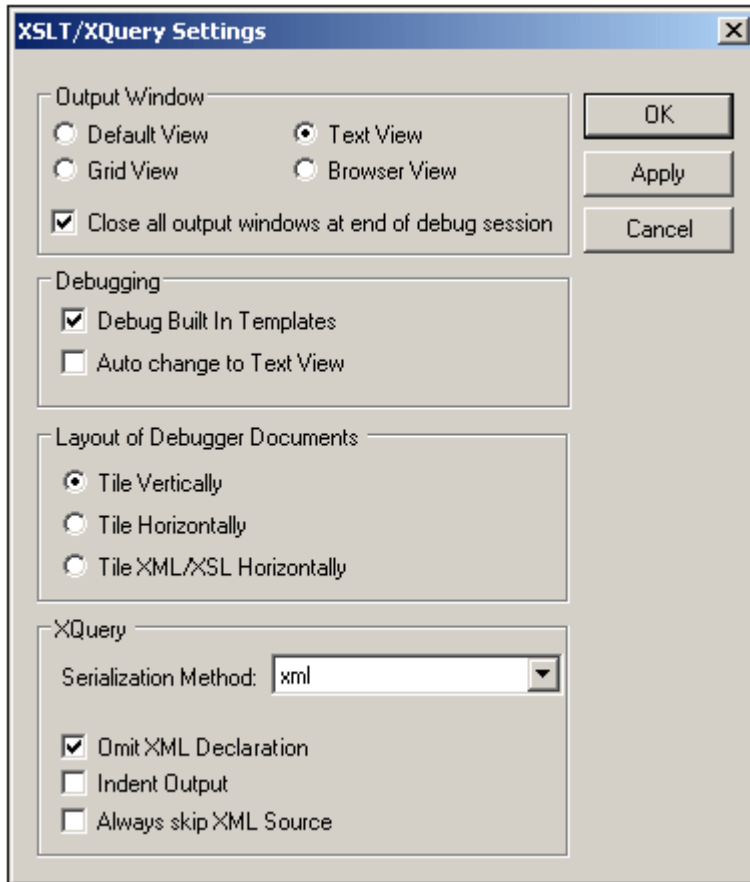 XSLT/XQuery Settings
Output Window
Default View
Text View
Grid View
Browser View
Close all output windows at end of debug session
OK
Apply
Cancel
Debugging
Debug Built In Templates
Auto change to Text View
Layout of Debugger Documents
Tile Vertically
Tile Horizontally
Tile XML/XSL Horizontally
XQuery
Serialization Method: xml
Omit XML Declaration
Indent Output
Always skip XML Source